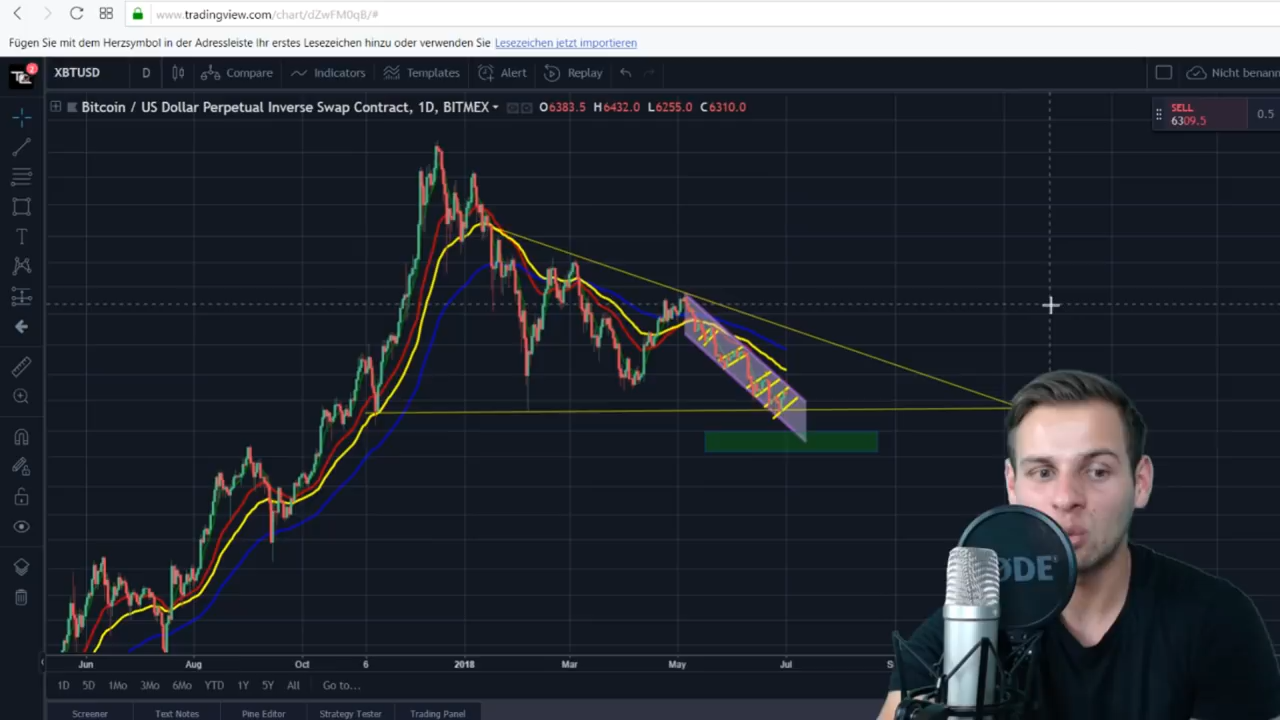 www.tradingview.com/chart/dZwFM0qB/#
Fügen Sie mit dem Herzsymbol in der Adressleiste Ihr erstes Lesezeichen hinzu oder verwenden Sie Lesezeichen jetzt importieren
2
XBTUSD D Compare Indicators Templates Alert Replay Nicht benann
Bitcoin / US Dollar Perpetual Inverse Swap Contract, 1D, BITMEX O6383.5 H6432.0 L6255.0 C6310.0
SELL
6309.5
0.5
T
RØDE
Jun Aug Oct 6 2018 Mar May Jul S
1D 5D 1Mo 3Mo 6Mo YTD 1Y 5Y All Go to...
Screener Text Notes Pine Editor Strategy Tester Trading Panel